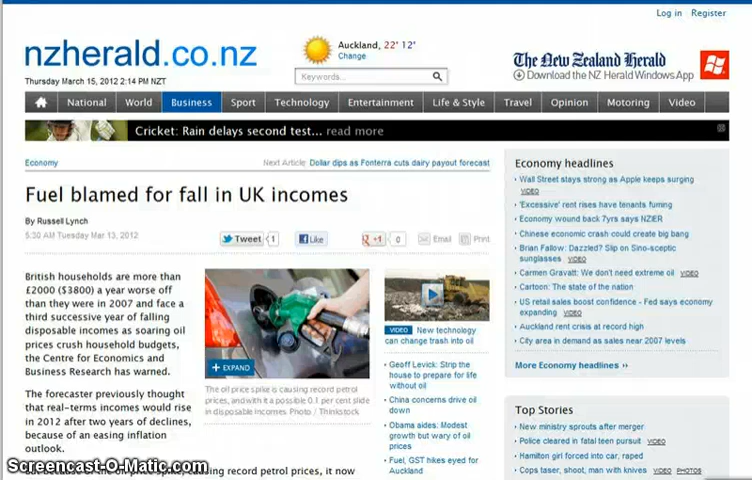 Log in Register
nzherald.co.nz
Auckland, 22° 12°
Change
The New Zealand Herald
Download the NZ Herald Windows App
Thursday March 15, 2012 2:14 PM NZT
Keywords...
National World Business Sport Technology Entertainment Life & Style Travel Opinion Motoring Video
Cricket: Rain delays second test... read more
Economy
Next Article: Dollar dips as Fonterra cuts dairy payout forecast
Fuel blamed for fall in UK incomes
By Russell Lynch
5:30 AM Tuesday Mar 13, 2012
Tweet 1 Like +1 0 Email Print
British households are more than
£2000 ($3800) a year worse off
than they were in 2007 and face a
third successive year of falling
disposable incomes as soaring oil
prices crush household budgets,
the Centre for Economics and
Business Research has warned.
The forecaster previously thought
that real-terms incomes would rise
in 2012 after two years of declines,
because of an easing inflation
outlook.
But because of the oil price spike, causing record petrol prices, it now
+ EXPAND
The oil price spike is causing record petrol
prices, and with it a possible 0.1 per cent slide
in disposable incomes. Photo / Thinkstock
VIDEO New technology
can change trash into oil
Geoff Levick: Strip the
house to prepare for life
without oil
China concerns drive oil
down
Obama aides: Modest
growth but wary of oil
prices
Fuel, GST hikes eyed for
Auckland
Economy headlines
Wall Street stays strong as Apple keeps surging
VIDEO
'Excessive' rent rises have tenants fuming
Economy wound back 7yrs says NZIER
Chinese economic crash could create big bang
Brian Fallow: Dazzled? Slip on Sino-sceptic
sunglasses VIDEO
Carmen Gravatt: We don't need extreme oil VIDEO
Cartoon: The state of the nation
US retail sales boost confidence - Fed says economy
expanding VIDEO
Auckland rent crisis at record high
City area in demand as sales near 2007 levels
More Economy headlines
Top Stories
New ministry sprouts after merger
Police cleared in fatal teen pursuit VIDEO
Hamilton girl forced into car, raped
Cops taser, shoot, man with knives VIDEO PHOTOS
Screencast-O-Matic.com